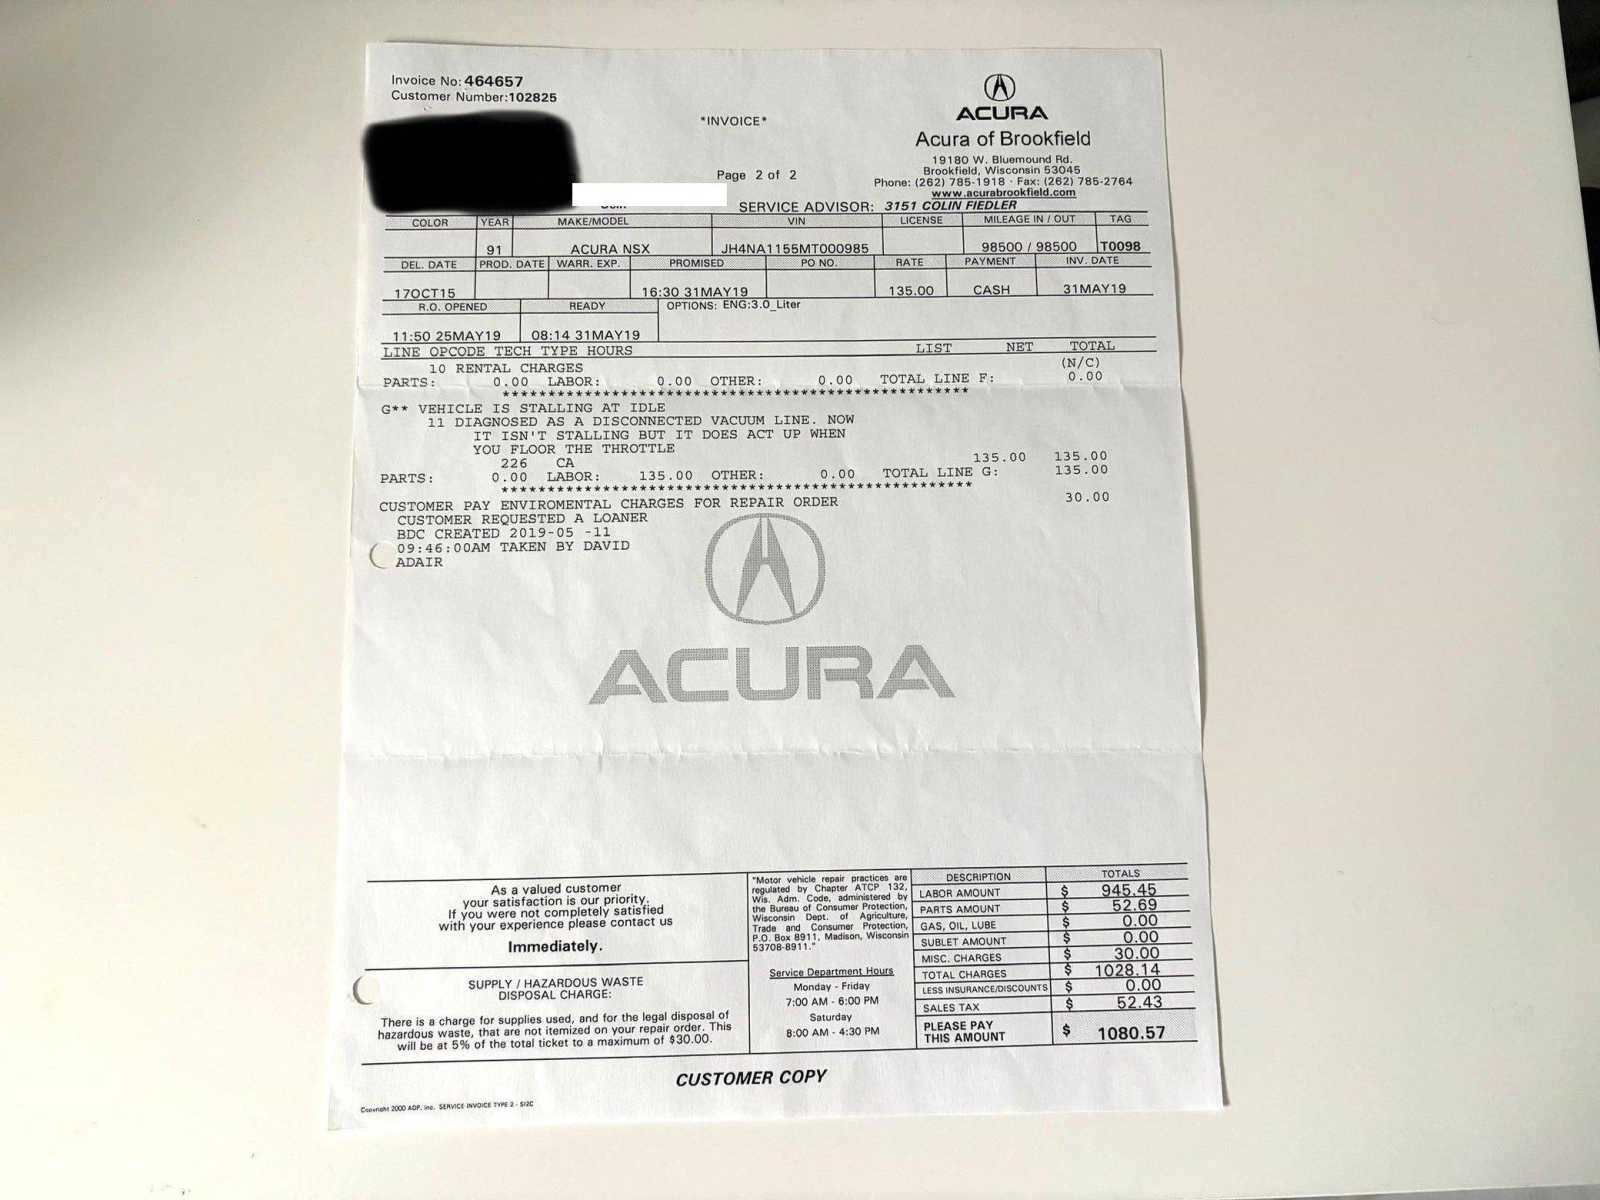 Invoice No: 464657
Customer Number: 102825
*INVOICE*
Page 2 of 2
ACURA
Acura of Brookfield
19180 W. Bluemound Rd.
Brookfield, Wisconsin 53045
Phone: (262) 785-1918 · Fax: (262) 785-2764
www.acurabrookfield.com
SERVICE ADVISOR: 3151 COLIN FIEDLER
COLOR YEAR MAKE/MODEL VIN LICENSE MILEAGE IN / OUT TAG
91 ACURA NSX JH4NA1155MT000985 98500 / 98500 T0098
DEL. DATE PROD. DATE WARR. EXP. PROMISED PO NO. RATE PAYMENT INV. DATE
17OCT15 16:30 31MAY19 135.00 CASH 31MAY19
R.O. OPENED READY OPTIONS: ENG:3.0_Liter
11:50 25MAY19 08:14 31MAY19
LINE OPCODE TECH TYPE HOURS LIST NET TOTAL
10 RENTAL CHARGES (N/C)
PARTS: 0.00 LABOR: 0.00 OTHER: 0.00 TOTAL LINE F: 0.00
G** VEHICLE IS STALLING AT IDLE
11 DIAGNOSED AS A DISCONNECTED VACUUM LINE. NOW
IT ISN'T STALLING BUT IT DOES ACT UP WHEN
YOU FLOOR THE THROTTLE
226 CA 135.00 135.00
PARTS: 0.00 LABOR: 135.00 OTHER: 0.00 TOTAL LINE G: 135.00
CUSTOMER PAY ENVIROMENTAL CHARGES FOR REPAIR ORDER 30.00
CUSTOMER REQUESTED A LOANER
BDC CREATED 2019-05 -11
09:46:00AM TAKEN BY DAVID
ADAIR
ACURA
As a valued customer
your satisfaction is our priority.
If you were not completely satisfied
with your experience please contact us
Immediately.
SUPPLY / HAZARDOUS WASTE
DISPOSAL CHARGE:
There is a charge for supplies used, and for the legal disposal of
hazardous waste, that are not itemized on your repair order. This
will be at 5% of the total ticket to a maximum of $30.00.
"Motor vehicle repair practices are
regulated by Chapter ATCP 132,
Wis. Adm. Code, administered by
the Bureau of Consumer Protection,
Wisconsin Dept. of Agriculture,
Trade and Consumer Protection,
P.O. Box 8911, Madison, Wisconsin
53708-8911."
Service Department Hours
Monday - Friday
7:00 AM - 6:00 PM
Saturday
8:00 AM - 4:30 PM
DESCRIPTION TOTALS
LABOR AMOUNT $ 945.45
PARTS AMOUNT $ 52.69
GAS, OIL, LUBE $ 0.00
SUBLET AMOUNT $ 0.00
MISC. CHARGES $ 30.00
TOTAL CHARGES $ 1028.14
LESS INSURANCE/DISCOUNTS $ 0.00
SALES TAX $ 52.43
PLEASE PAY
THIS AMOUNT $ 1080.57
CUSTOMER COPY
Copyright 2000 ADP, Inc. SERVICE INVOICE TYPE 2 - SI2C